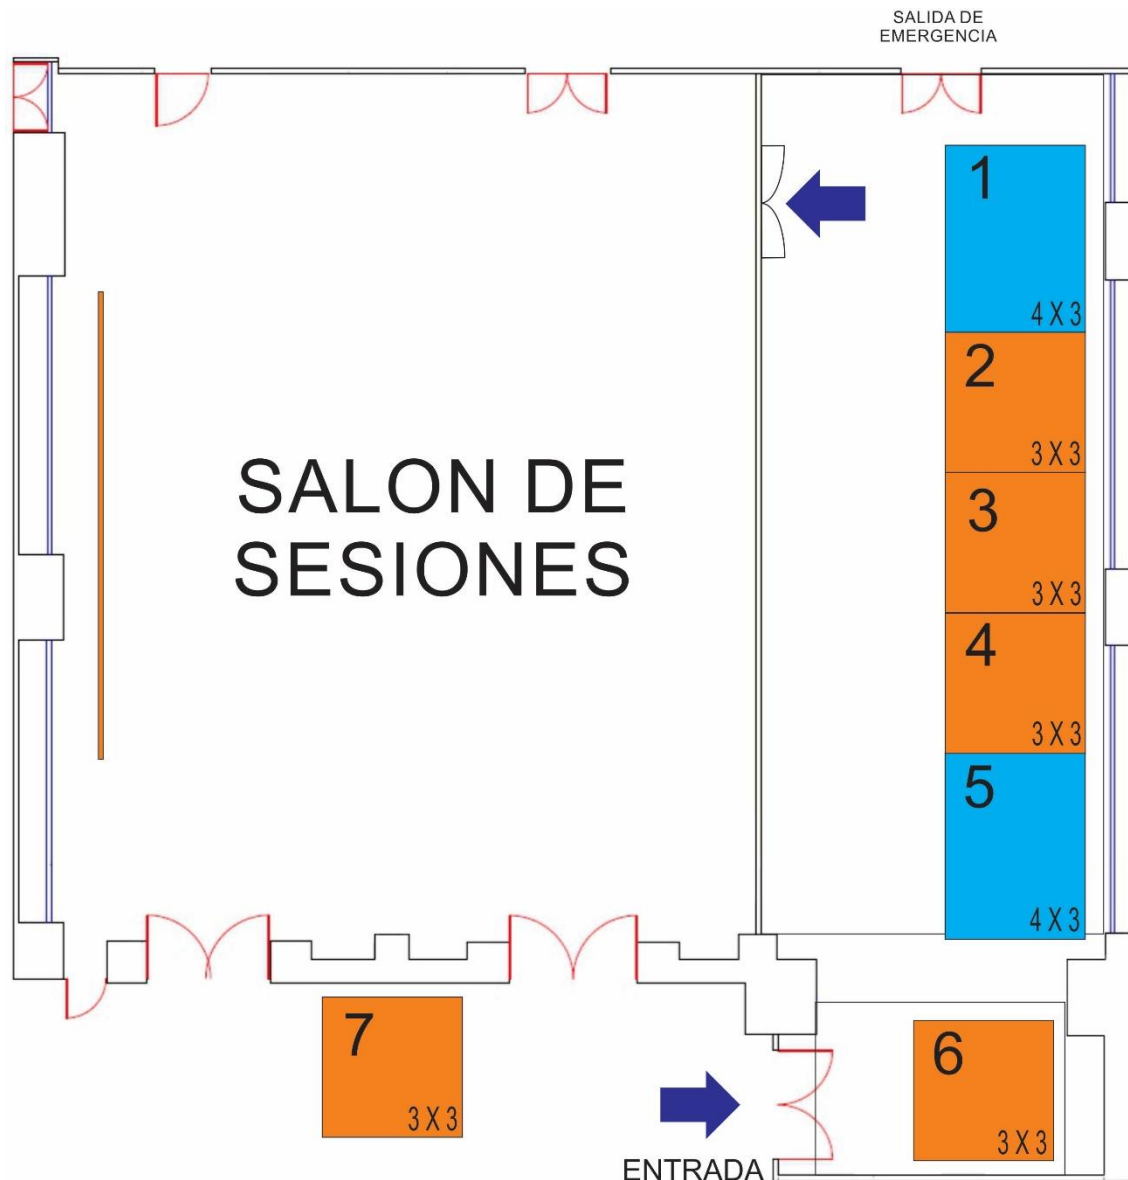 SALIDA DE
EMERGENCIA
1
4 X 3
2
3 X 3
SALON DE
SESIONES
3
3 X 3
4
3 X 3
5
4 X 3
7
3 X 3
6
3 X 3
ENTRADA